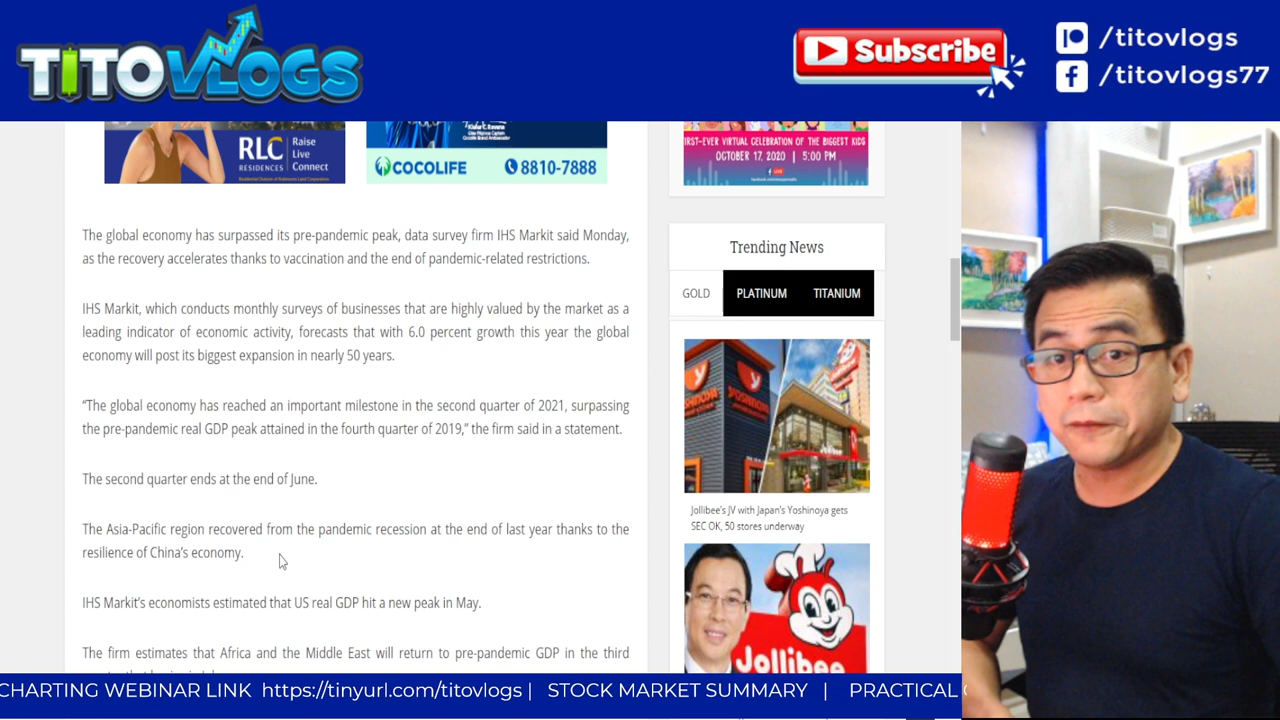 TITOVLOGS
Subscribe
/titovlogs
/titovlogs77
RLC
RESIDENCES
Raise
Live
Connect
COCOLIFE
8810-7888
FIRST-EVER VIRTUAL CELEBRATION OF THE BIGGEST KIDS
OCTOBER 17, 2020 | 5:00 PM
LIVE
The global economy has surpassed its pre-pandemic peak, data survey firm IHS Markit said Monday,
as the recovery accelerates thanks to vaccination and the end of pandemic-related restrictions.
IHS Markit, which conducts monthly surveys of businesses that are highly valued by the market as a
leading indicator of economic activity, forecasts that with 6.0 percent growth this year the global
economy will post its biggest expansion in nearly 50 years.
“The global economy has reached an important milestone in the second quarter of 2021, surpassing
the pre-pandemic real GDP peak attained in the fourth quarter of 2019,” the firm said in a statement.
The second quarter ends at the end of June.
The Asia-Pacific region recovered from the pandemic recession at the end of last year thanks to the
resilience of China’s economy.
IHS Markit’s economists estimated that US real GDP hit a new peak in May.
The firm estimates that Africa and the Middle East will return to pre-pandemic GDP in the third
Trending News
GOLD
PLATINUM
TITANIUM
YOSHINOYA
Jollibee
Jollibee’s JV with Japan’s Yoshinoya gets
SEC OK, 50 stores underway
Jollibee
CHARTING WEBINAR LINK https://tinyurl.com/titovlogs | STOCK MARKET SUMMARY | PRACTICAL